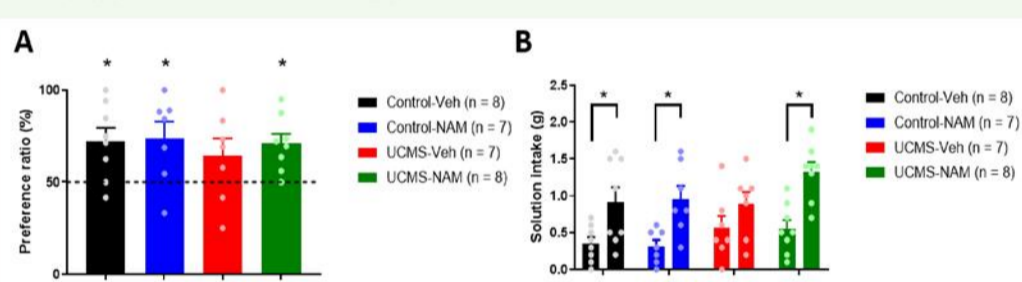 A
* * *
100
50
0
Preference ratio (%)
Control-Veh (n = 8)
Control-NAM (n = 7)
UCMS-Veh (n = 7)
UCMS-NAM (n = 8)
B
* * *
2.5
2.0
1.5
1.0
0.5
0.0
Solution intake (g)
Control-Veh (n = 8)
Control-NAM (n = 7)
UCMS-Veh (n = 7)
UCMS-NAM (n = 8)